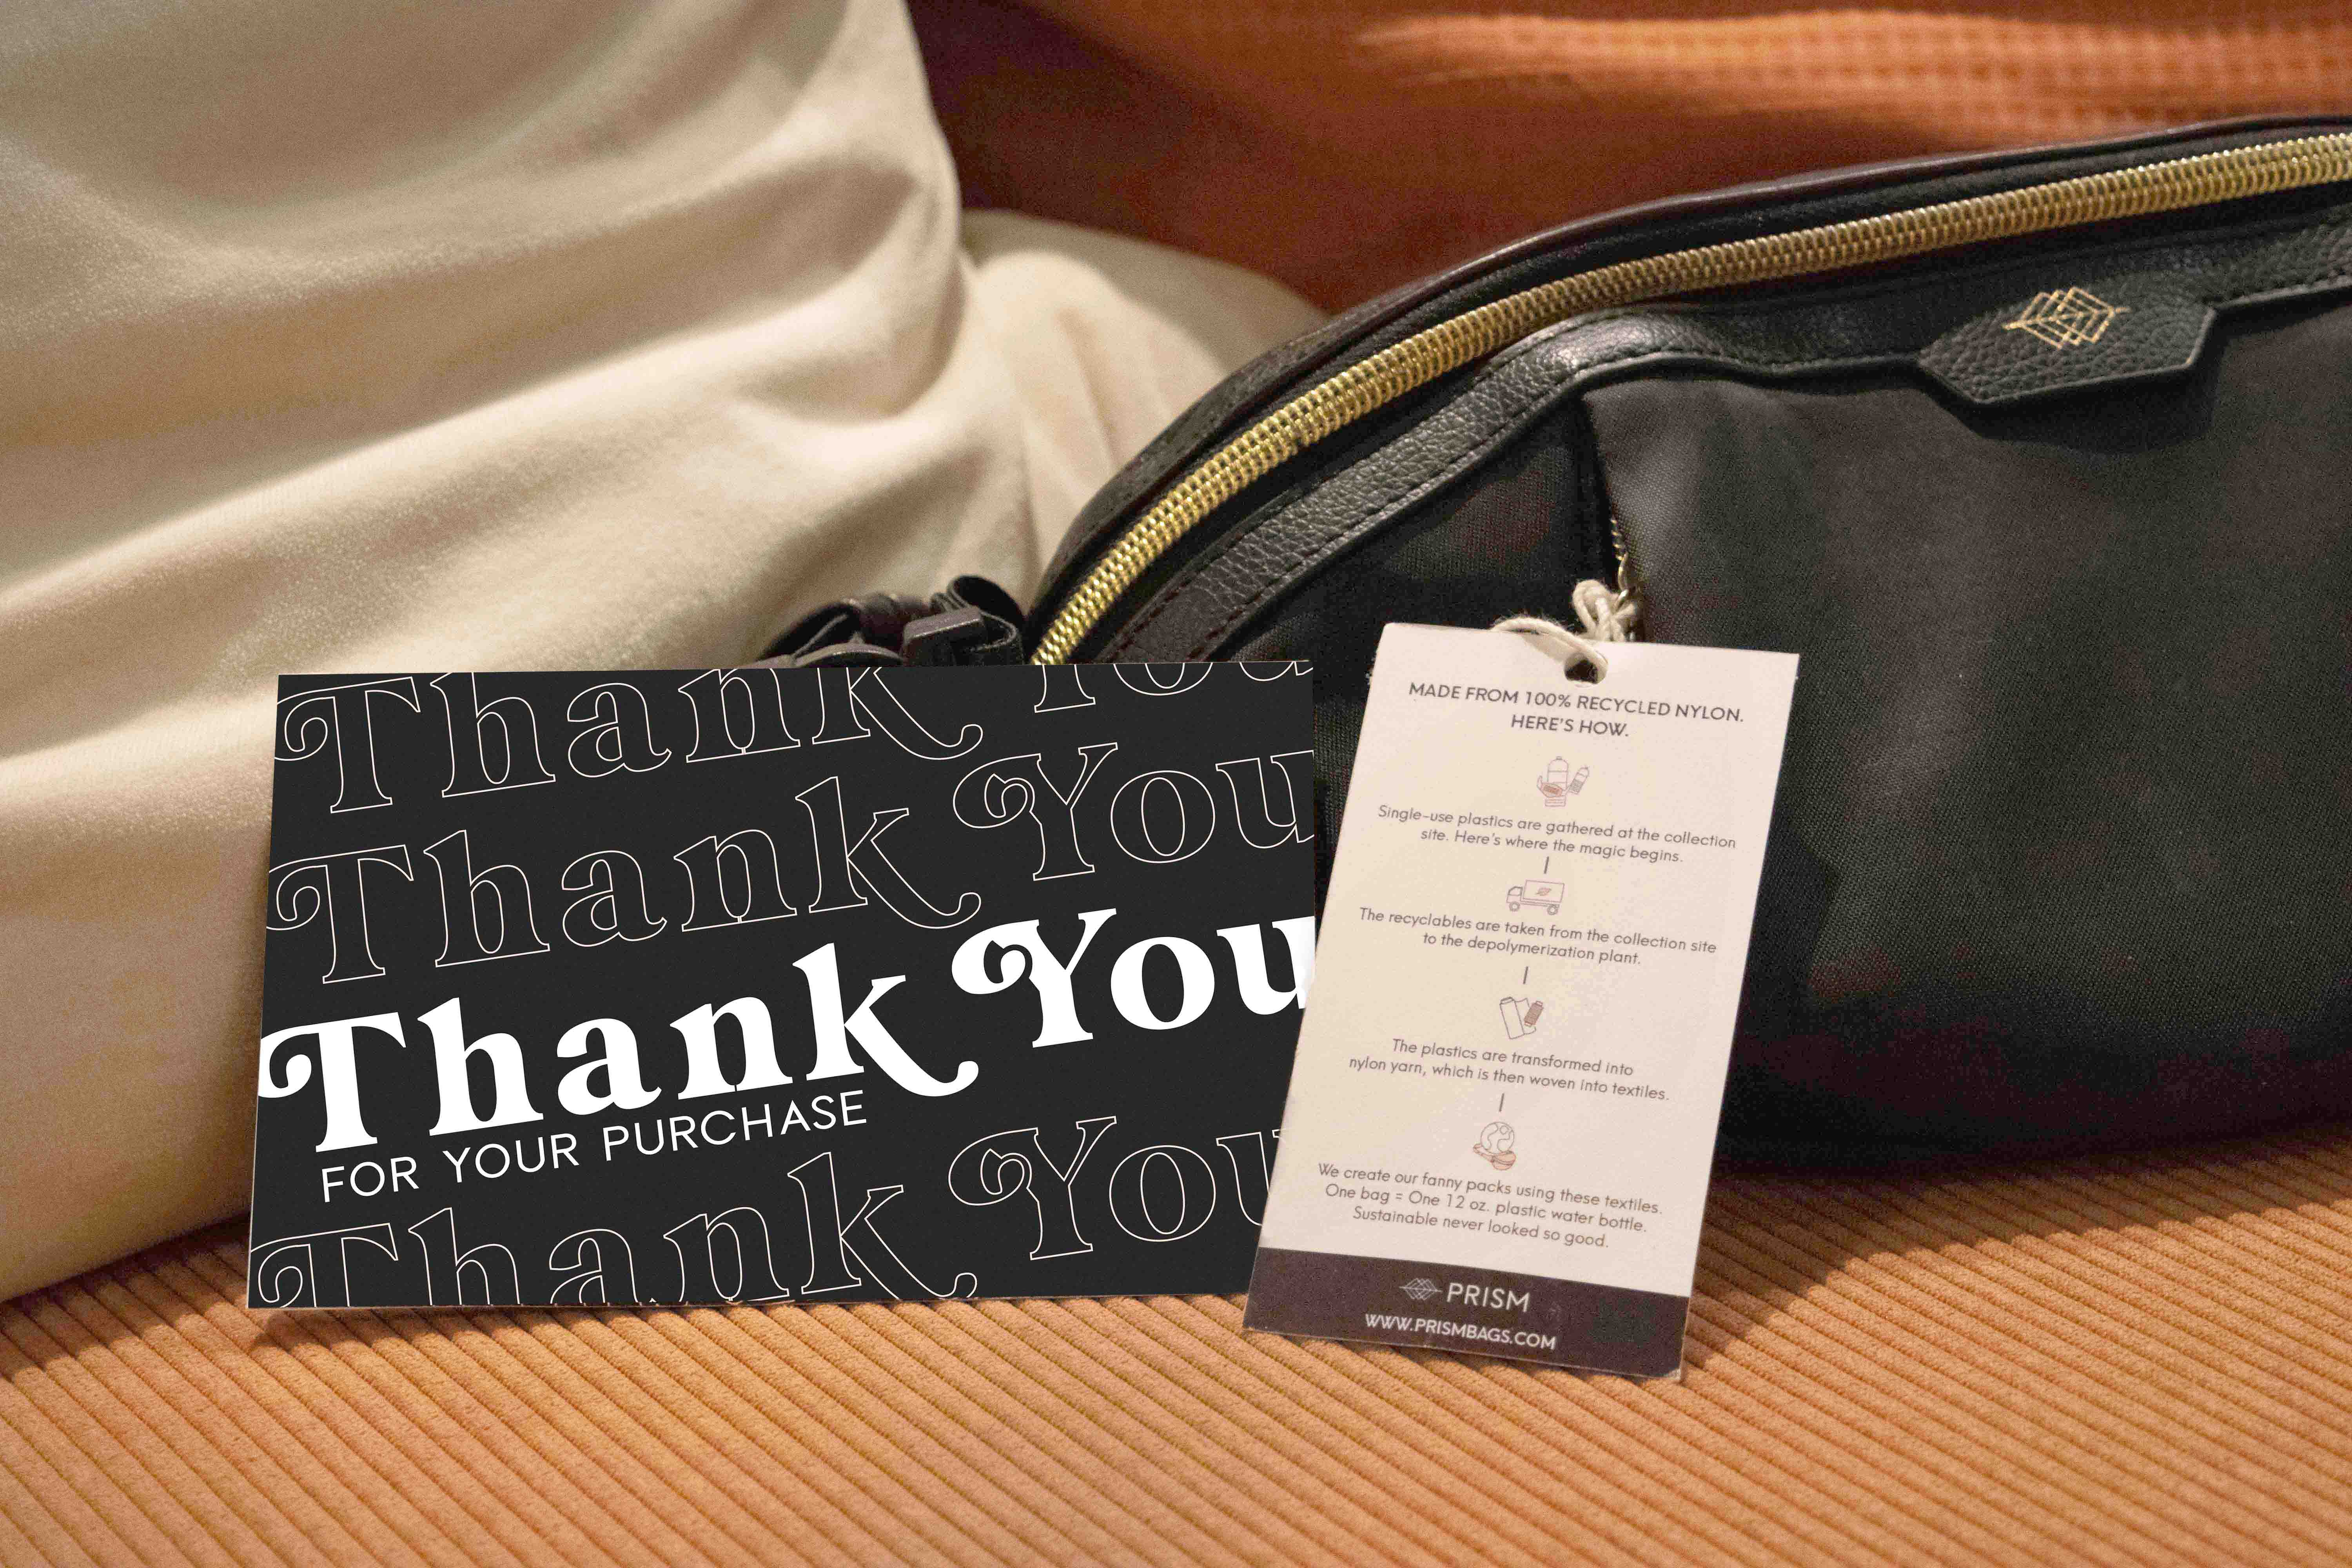 Thank You
Thank You
Thank You
FOR YOUR PURCHASE
Thank You
MADE FROM 100% RECYCLED NYLON.
HERE'S HOW.
Single-use plastics are gathered at the collection
site. Here's where the magic begins.
The recyclables are taken from the collection site
to the depolymerization plant.
The plastics are transformed into
nylon yarn, which is then woven into textiles.
We create our fanny packs using these textiles.
One bag = One 12 oz. plastic water bottle.
Sustainable never looked so good.
PRISM
WWW.PRISMBAGS.COM